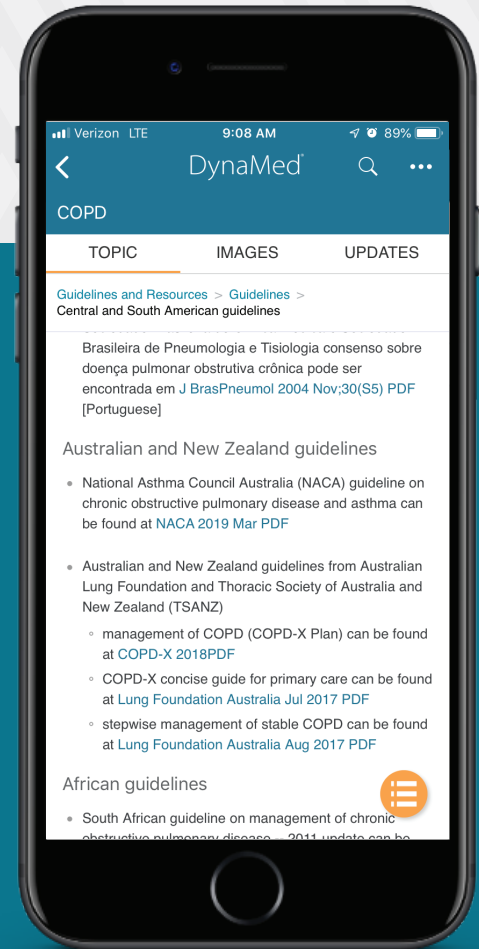 Verizon LTE 9:08 AM 89%
DynaMed
COPD
TOPIC IMAGES UPDATES
Guidelines and Resources > Guidelines >
Central and South American guidelines
Brasileira de Pneumologia e Tisiologia consenso sobre
doença pulmonar obstrutiva crônica pode ser
encontrada em J BrasPneumol 2004 Nov;30(S5) PDF
[Portuguese]
Australian and New Zealand guidelines
• National Asthma Council Australia (NACA) guideline on
chronic obstructive pulmonary disease and asthma can
be found at NACA 2019 Mar PDF
• Australian and New Zealand guidelines from Australian
Lung Foundation and Thoracic Society of Australia and
New Zealand (TSANZ)
◦ management of COPD (COPD-X Plan) can be found
at COPD-X 2018PDF
◦ COPD-X concise guide for primary care can be found
at Lung Foundation Australia Jul 2017 PDF
◦ stepwise management of stable COPD can be found
at Lung Foundation Australia Aug 2017 PDF
African guidelines
• South African guideline on management of chronic
obstructive pulmonary disease -- 2011 update can be